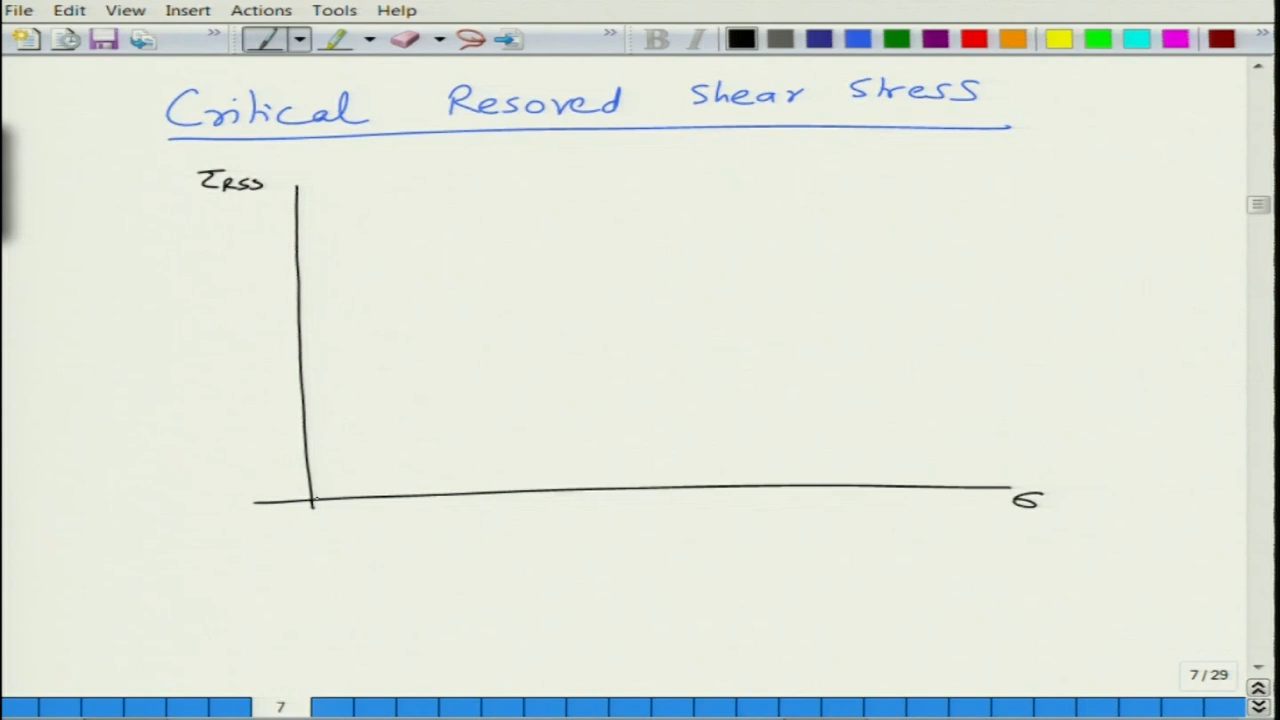 File Edit View Insert Actions Tools Help
B I
Critical Resoved Shear Stress
τRSS
σ
7 / 29
7